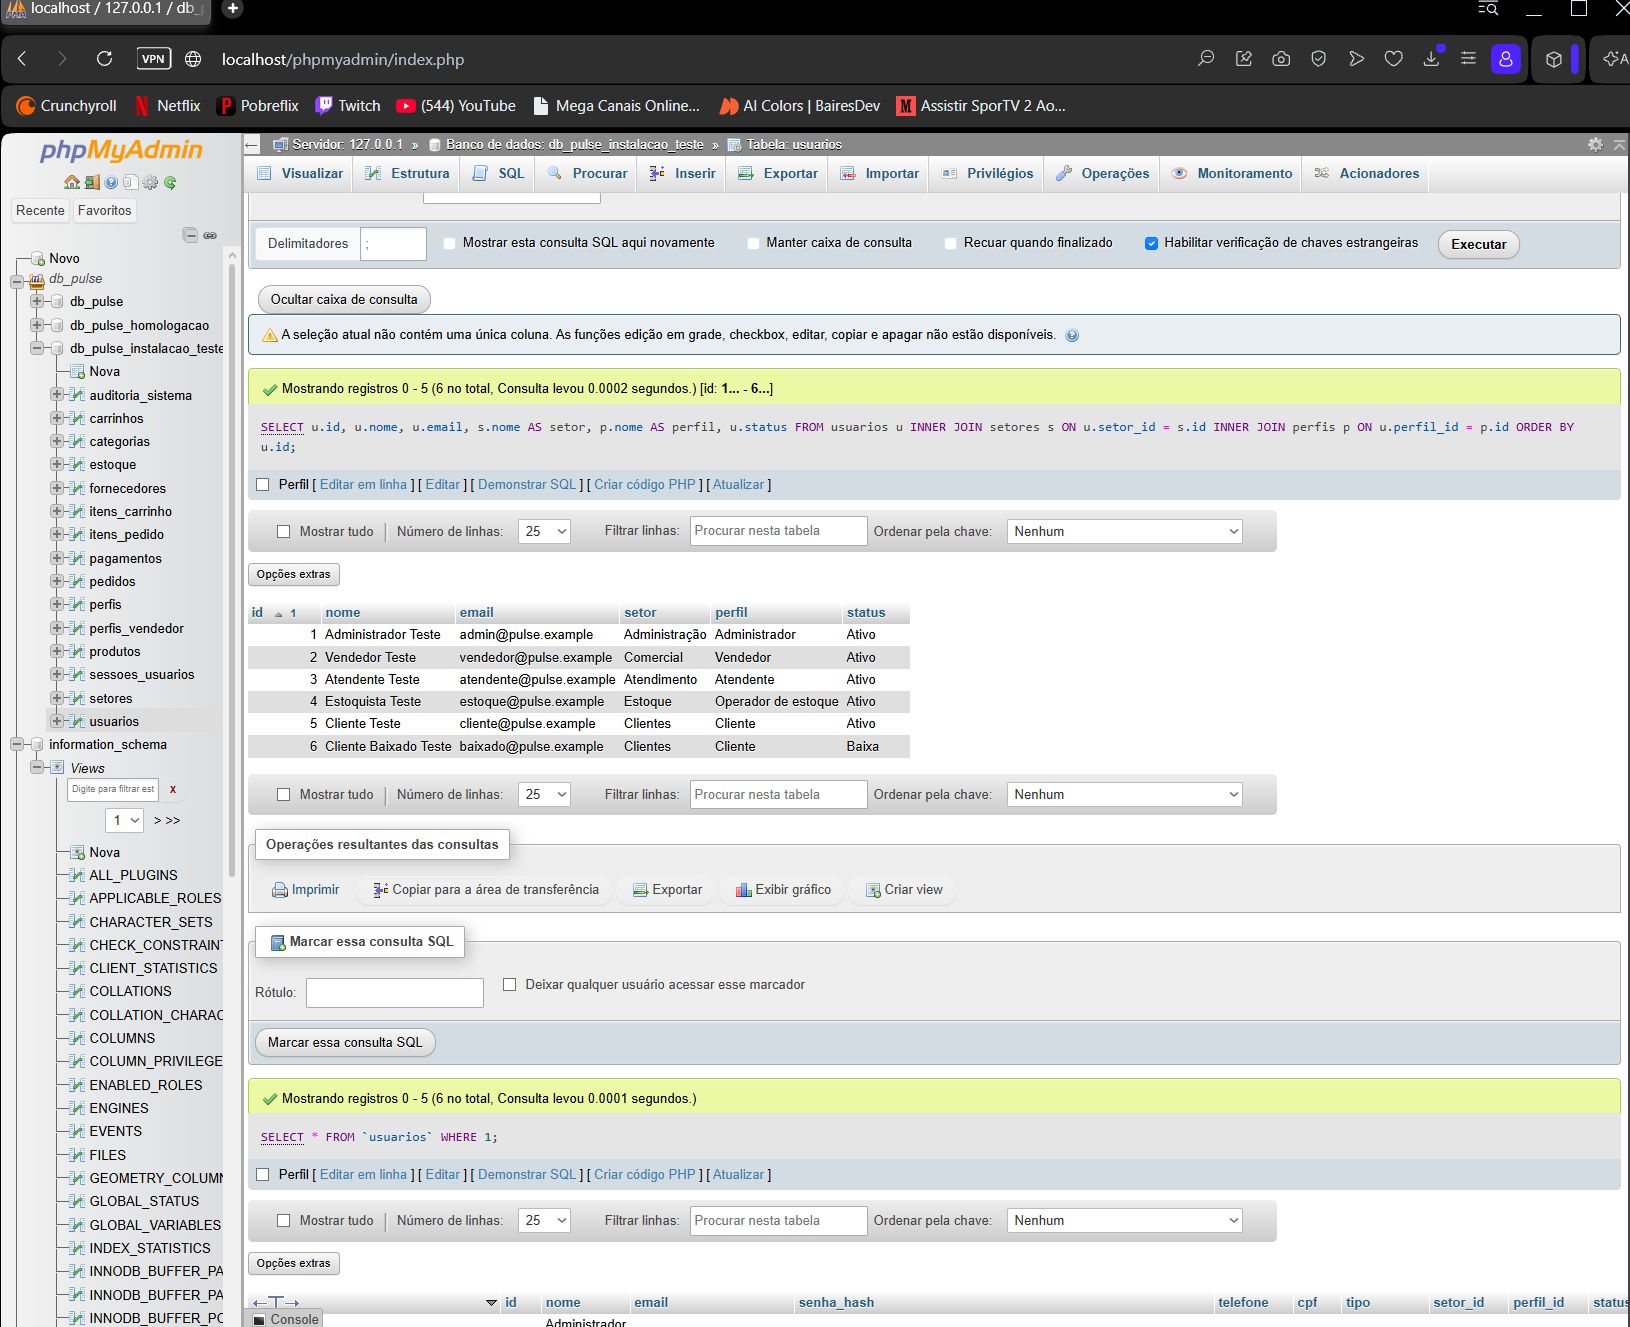 localhost / 127.0.0.1 / db_
VPN
localhost/phpmyadmin/index.php
Crunchyroll
Netflix
Pobreflix
Twitch
(544) YouTube
Mega Canais Online...
AI Colors | BairesDev
Assistir SporTV 2 Ao...
phpMyAdmin
Recente
Favoritos
Novo
db_pulse
db_pulse
db_pulse_homologacao
db_pulse_instalacao_teste
Nova
auditoria_sistema
carrinhos
categorias
estoque
fornecedores
itens_carrinho
itens_pedido
pagamentos
pedidos
perfis
perfis_vendedor
produtos
sessoes_usuarios
setores
usuarios
information_schema
Views
Digite para filtrar est
x
1
> >>
Nova
ALL_PLUGINS
APPLICABLE_ROLES
CHARACTER_SETS
CHECK_CONSTRAINT
CLIENT_STATISTICS
COLLATIONS
COLLATION_CHARAC
COLUMNS
COLUMN_PRIVILEGE
ENABLED_ROLES
ENGINES
EVENTS
FILES
GEOMETRY_COLUMN
GLOBAL_STATUS
GLOBAL_VARIABLES
INDEX_STATISTICS
INNODB_BUFFER_PA
INNODB_BUFFER_PA
INNODB_BUFFER_PO
Servidor: 127.0.0.1 » Banco de dados: db_pulse_instalacao_teste » Tabela: usuarios
Visualizar Estrutura SQL Procurar Inserir Exportar Importar Privilégios Operações Monitoramento Acionadores
Delimitadores ; Mostrar esta consulta SQL aqui novamente Manter caixa de consulta Recuar quando finalizado Habilitar verificação de chaves estrangeiras Executar
Ocultar caixa de consulta
A seleção atual não contém uma única coluna. As funções edição em grade, checkbox, editar, copiar e apagar não estão disponíveis.
Mostrando registros 0 - 5 (6 no total, Consulta levou 0.0002 segundos.) [id: 1... - 6...]
SELECT u.id, u.nome, u.email, s.nome AS setor, p.nome AS perfil, u.status FROM usuarios u INNER JOIN setores s ON u.setor_id = s.id INNER JOIN perfis p ON u.perfil_id = p.id ORDER BY
u.id;
Perfil [ Editar em linha ] [ Editar ] [ Demonstrar SQL ] [ Criar código PHP ] [ Atualizar ]
Mostrar tudo | Número de linhas: 25 Filtrar linhas: Procurar nesta tabela Ordenar pela chave: Nenhum
Opções extras
id 1 nome email setor perfil status
1 Administrador Teste admin@pulse.example Administração Administrador Ativo
2 Vendedor Teste vendedor@pulse.example Comercial Vendedor Ativo
3 Atendente Teste atendente@pulse.example Atendimento Atendente Ativo
4 Estoquista Teste estoque@pulse.example Estoque Operador de estoque Ativo
5 Cliente Teste cliente@pulse.example Clientes Cliente Ativo
6 Cliente Baixado Teste baixado@pulse.example Clientes Cliente Baixa
Mostrar tudo | Número de linhas: 25 Filtrar linhas: Procurar nesta tabela Ordenar pela chave: Nenhum
Operações resultantes das consultas
Imprimir Copiar para a área de transferência Exportar Exibir gráfico Criar view
Marcar essa consulta SQL
Rótulo: Deixar qualquer usuário acessar esse marcador
Marcar essa consulta SQL
Mostrando registros 0 - 5 (6 no total, Consulta levou 0.0001 segundos.)
SELECT * FROM `usuarios` WHERE 1;
Perfil [ Editar em linha ] [ Editar ] [ Demonstrar SQL ] [ Criar código PHP ] [ Atualizar ]
Mostrar tudo | Número de linhas: 25 Filtrar linhas: Procurar nesta tabela Ordenar pela chave: Nenhum
Opções extras
id nome email senha_hash telefone cpf tipo setor_id perfil_id status
Console
Administrador